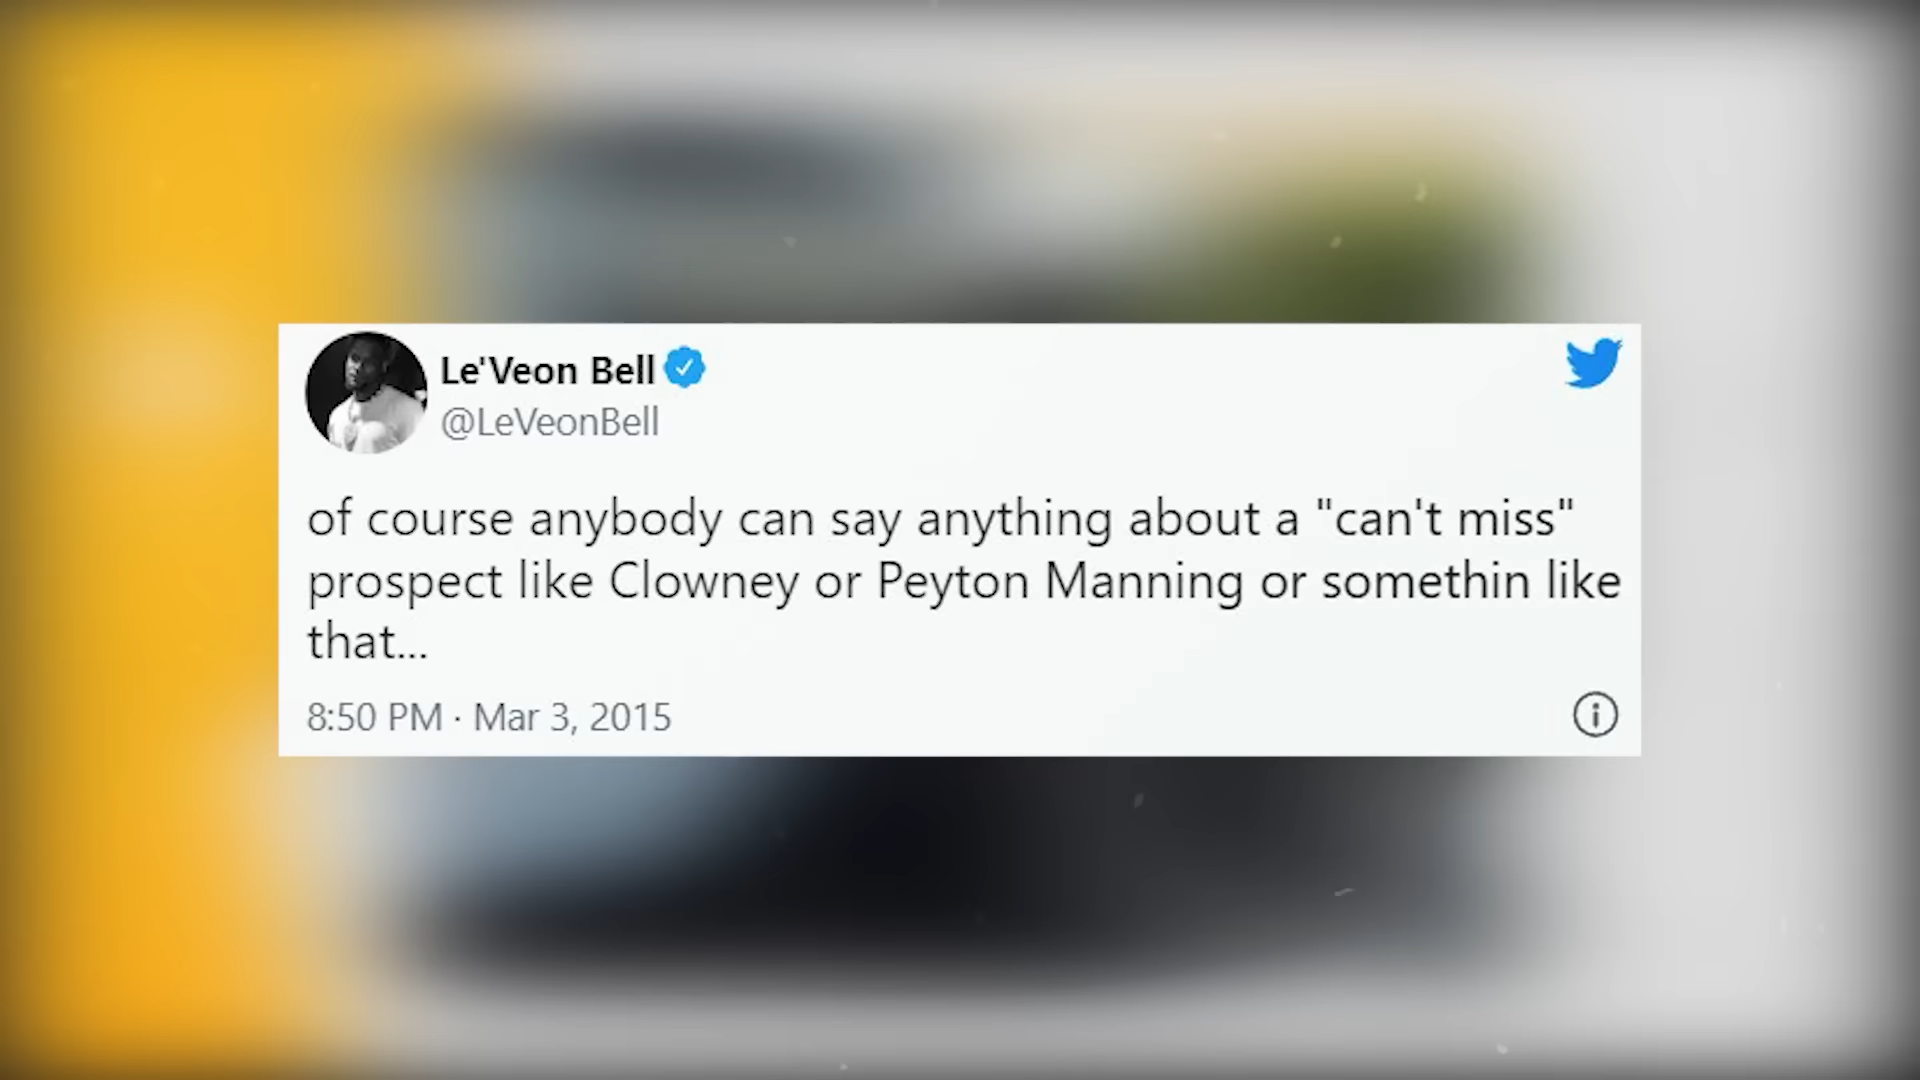 Le'Veon Bell
@LeVeonBell
of course anybody can say anything about a "can't miss"
prospect like Clowney or Peyton Manning or somethin like
that...
8:50 PM · Mar 3, 2015